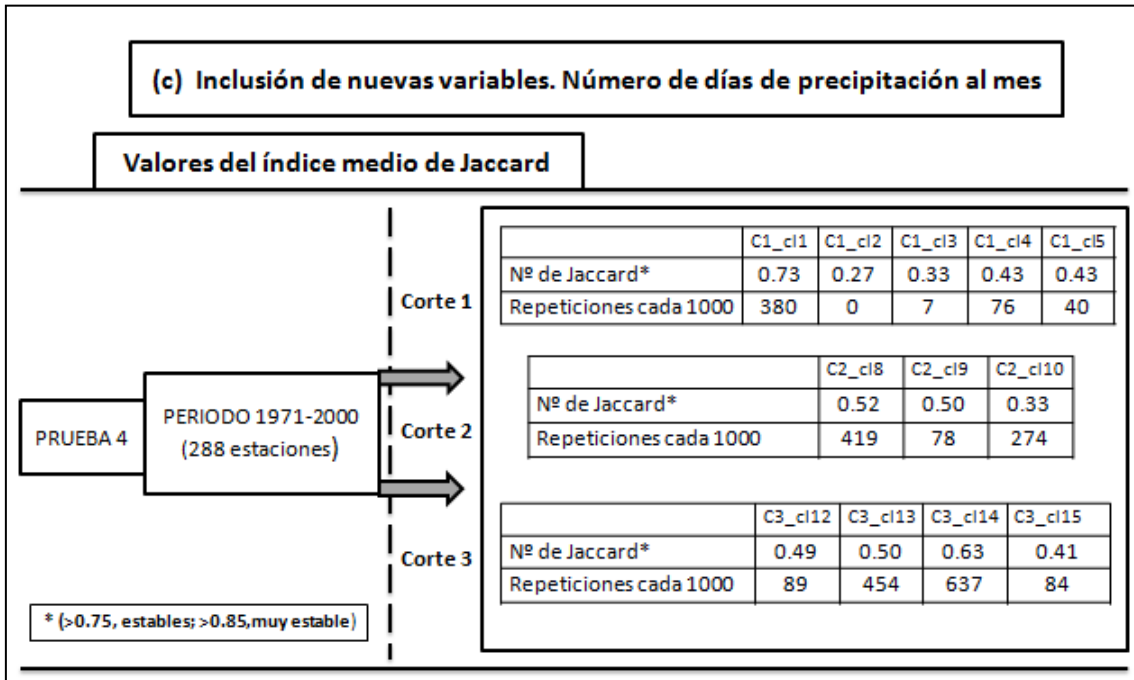 (c) Inclusión de nuevas variables. Número de días de precipitación al mes
Valores del índice medio de Jaccard
PRUEBA 4
PERIODO 1971-2000
(288 estaciones)
Corte 1
C1_cl1 C1_cl2 C1_cl3 C1_cl4 C1_cl5
Nº de Jaccard* 0.73 0.27 0.33 0.43 0.43
Repeticiones cada 1000 380 0 7 76 40
Corte 2
C2_cl8 C2_cl9 C2_cl10
Nº de Jaccard* 0.52 0.50 0.33
Repeticiones cada 1000 419 78 274
Corte 3
C3_cl12 C3_cl13 C3_cl14 C3_cl15
Nº de Jaccard* 0.49 0.50 0.63 0.41
Repeticiones cada 1000 89 454 637 84
* (>0.75, estables; >0.85,muy estable)